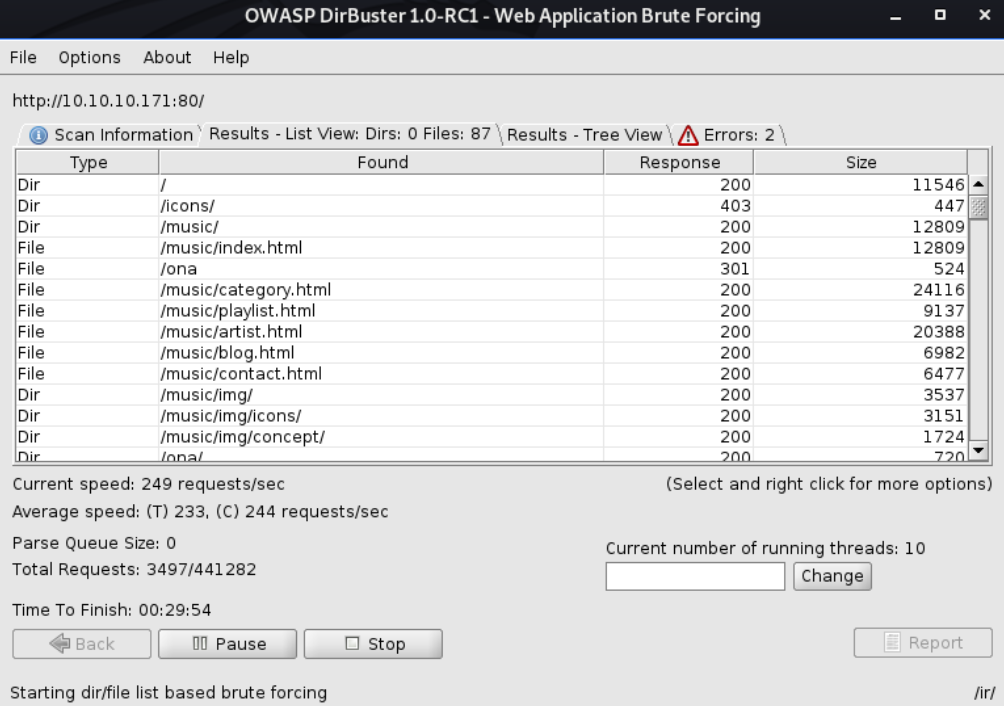 OWASP DirBuster 1.0-RC1 - Web Application Brute Forcing
File Options About Help
http://10.10.10.171:80/
Scan Information Results - List View: Dirs: 0 Files: 87 Results - Tree View Errors: 2
Type Found Response Size
Dir / 200 11546
Dir /icons/ 403 447
Dir /music/ 200 12809
File /music/index.html 200 12809
File /ona 301 524
File /music/category.html 200 24116
File /music/playlist.html 200 9137
File /music/artist.html 200 20388
File /music/blog.html 200 6982
File /music/contact.html 200 6477
Dir /music/img/ 200 3537
Dir /music/img/icons/ 200 3151
Dir /music/img/concept/ 200 1724
Dir /ona/ 200 720
Current speed: 249 requests/sec (Select and right click for more options)
Average speed: (T) 233, (C) 244 requests/sec
Parse Queue Size: 0
Current number of running threads: 10
Total Requests: 3497/441282
Change
Time To Finish: 00:29:54
Back Pause Stop Report
Starting dir/file list based brute forcing /ir/